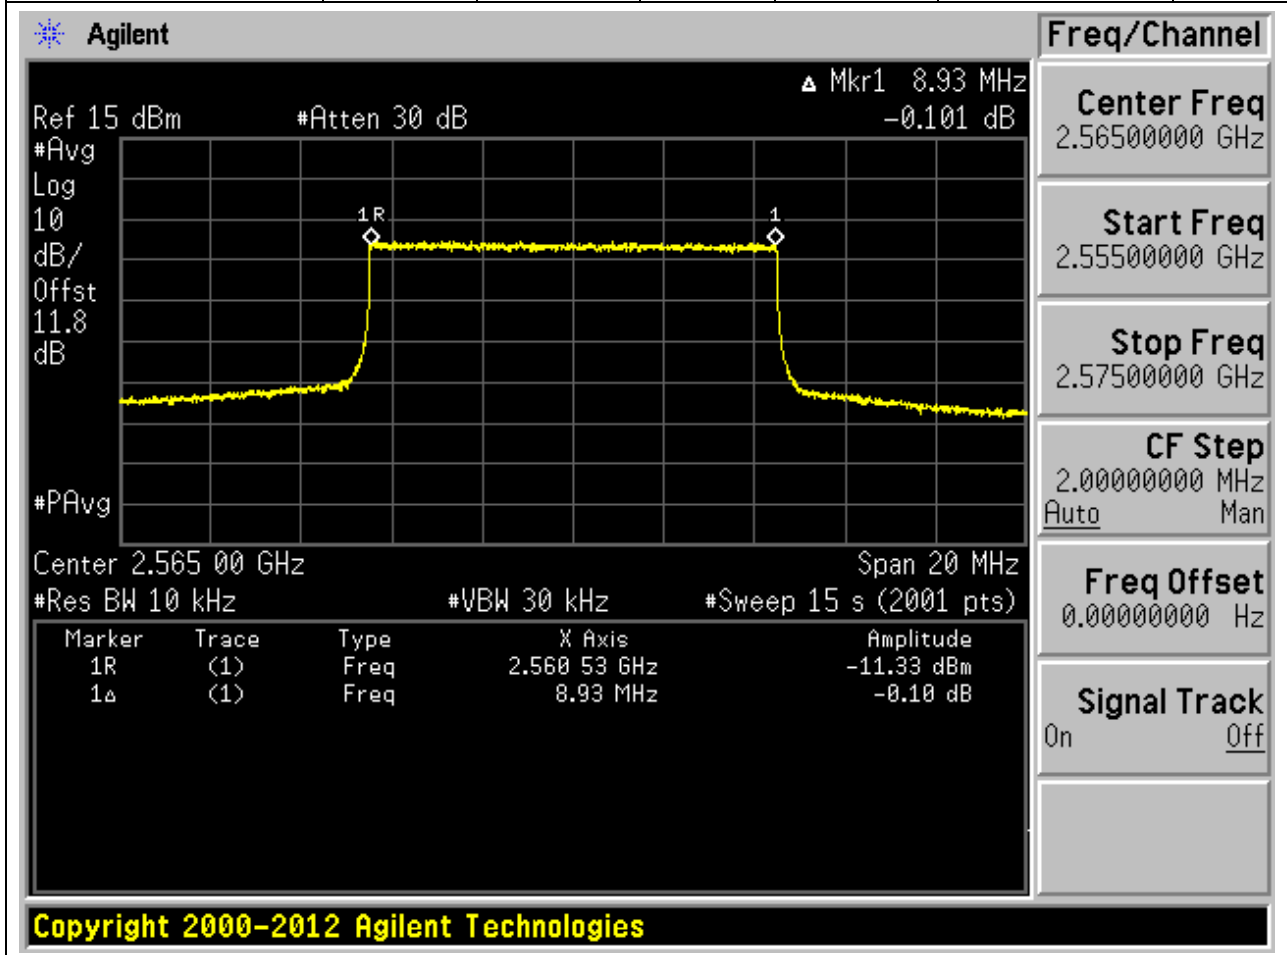 Agilent
Freq/Channel
▵ Mkr1 8.93 MHz
Ref 15 dBm #Atten 30 dB -0.101 dB
#Avg
Log
10
dB/
Offst
11.8
dB
1R
1
#PAvg
Center 2.565 00 GHz Span 20 MHz
#Res BW 10 kHz #VBW 30 kHz #Sweep 15 s (2001 pts)
Marker Trace Type X Axis Amplitude
1R (1) Freq 2.560 53 GHz -11.33 dBm
1▵ (1) Freq 8.93 MHz -0.10 dB
Center Freq
2.56500000 GHz
Start Freq
2.55500000 GHz
Stop Freq
2.57500000 GHz
CF Step
2.00000000 MHz
Auto Man
Freq Offset
0.00000000 Hz
Signal Track
On Off
Copyright 2000-2012 Agilent Technologies